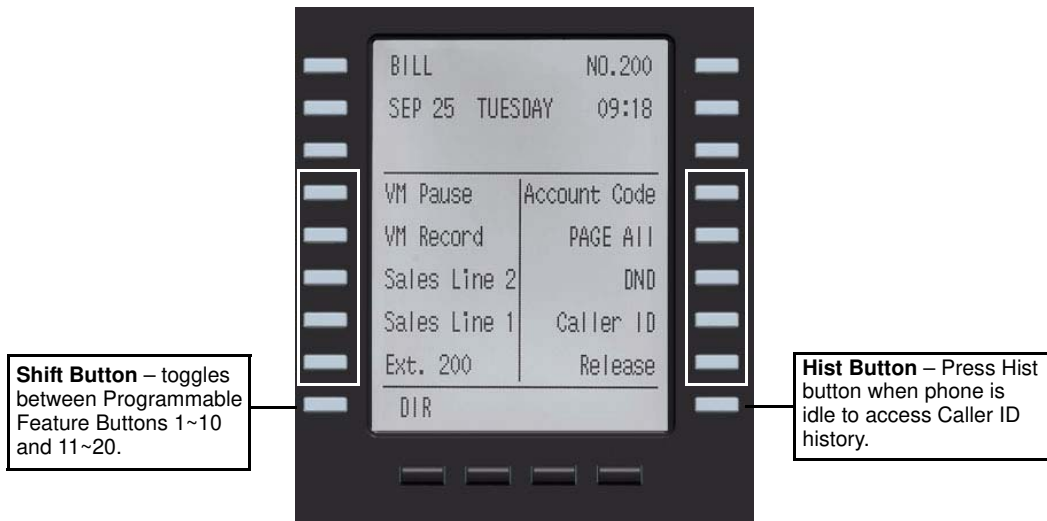 BILL NO.200
SEP 25 TUESDAY 09:18
VM Pause Account Code
VM Record PAGE All
Sales Line 2 DND
Sales Line 1 Caller ID
Ext. 200 Release
DIR
Shift Button – toggles
between Programmable
Feature Buttons 1~10
and 11~20.
Hist Button – Press Hist
button when phone is
idle to access Caller ID
history.